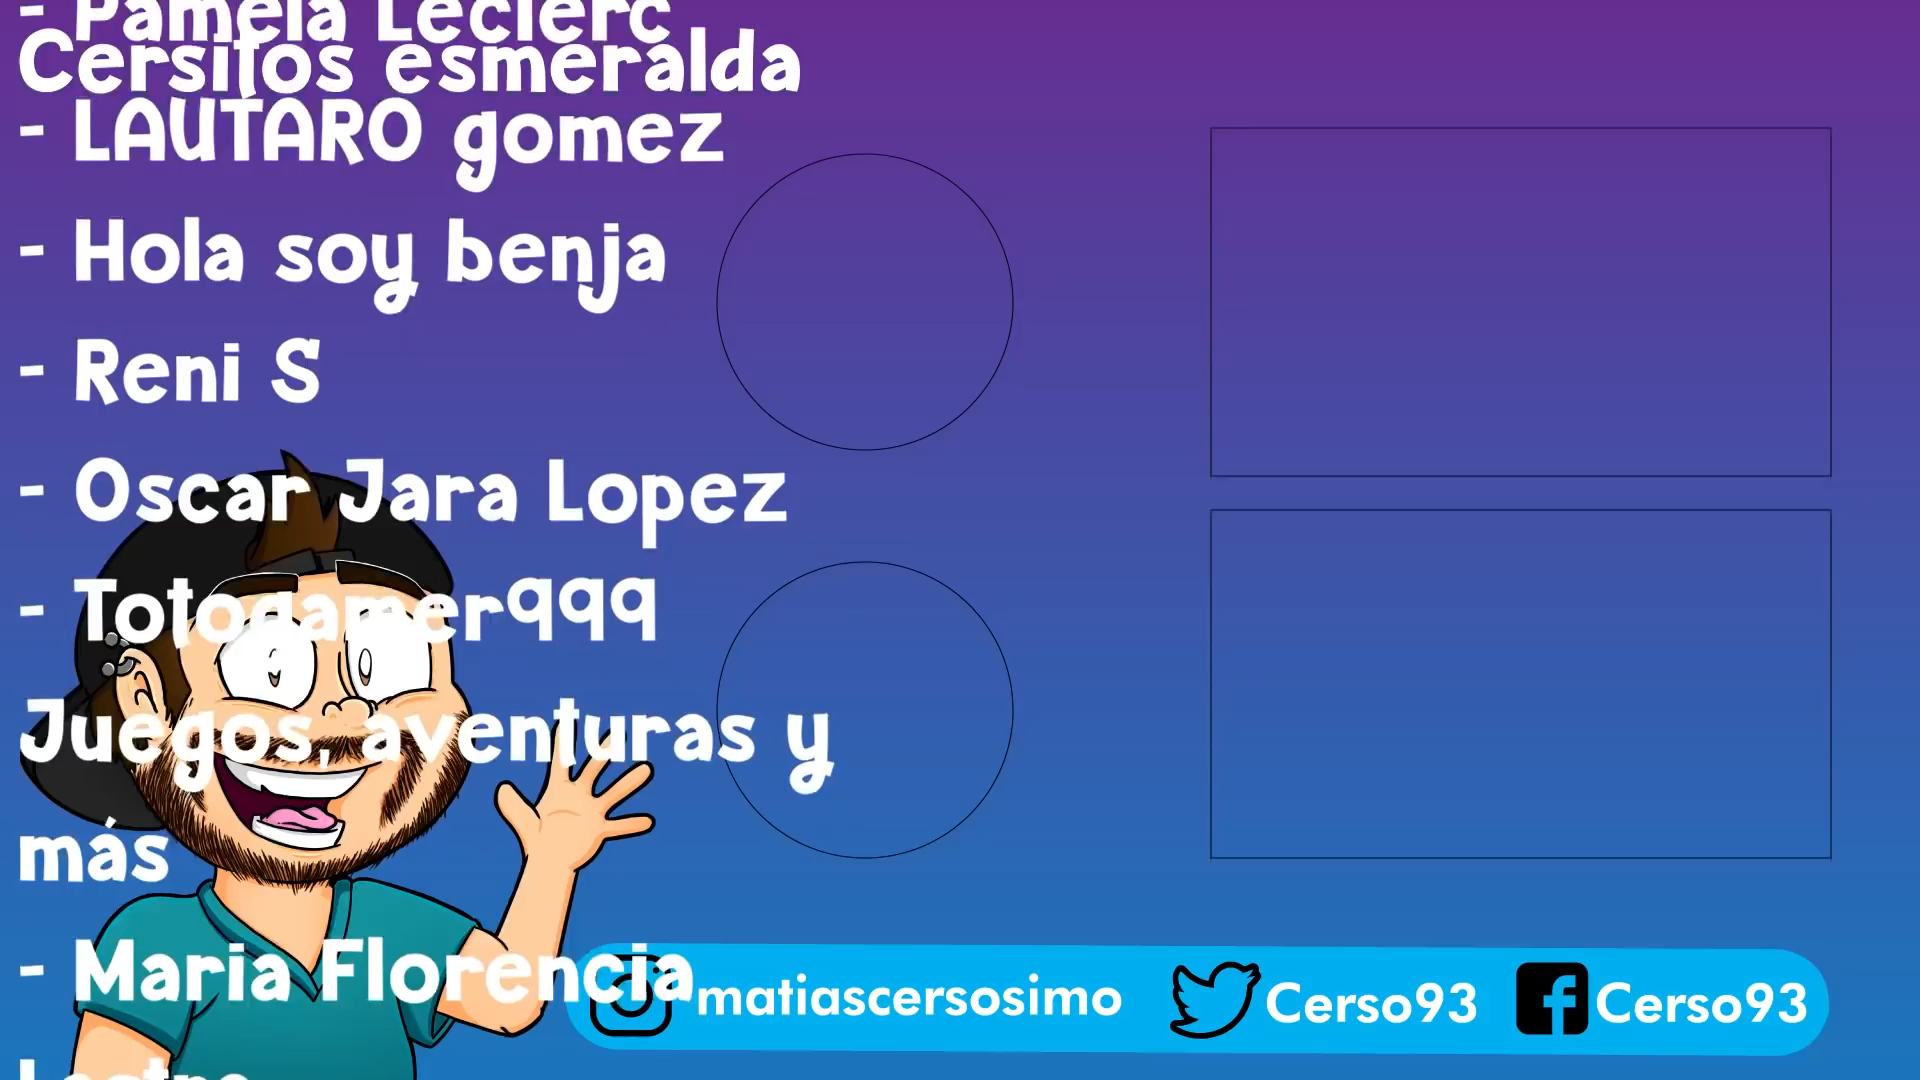 - Pamela Leclerc
Cersitos esmeralda
- LAUTARO gomez
- Hola soy benja
- Reni S
- Oscar Jara Lopez
- Totogamer999
Juegos, aventuras y
más
- Maria Florencia
matiascersosimo
Cerso93
Cerso93